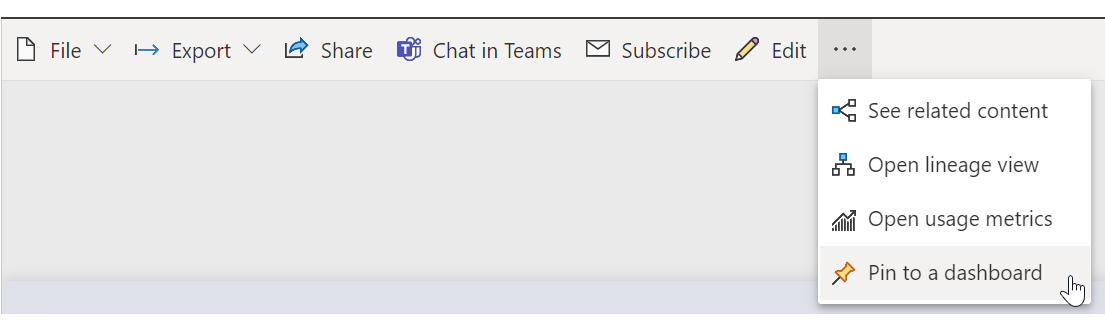 File Export Share Chat in Teams Subscribe Edit ...
See related content
Open lineage view
Open usage metrics
Pin to a dashboard